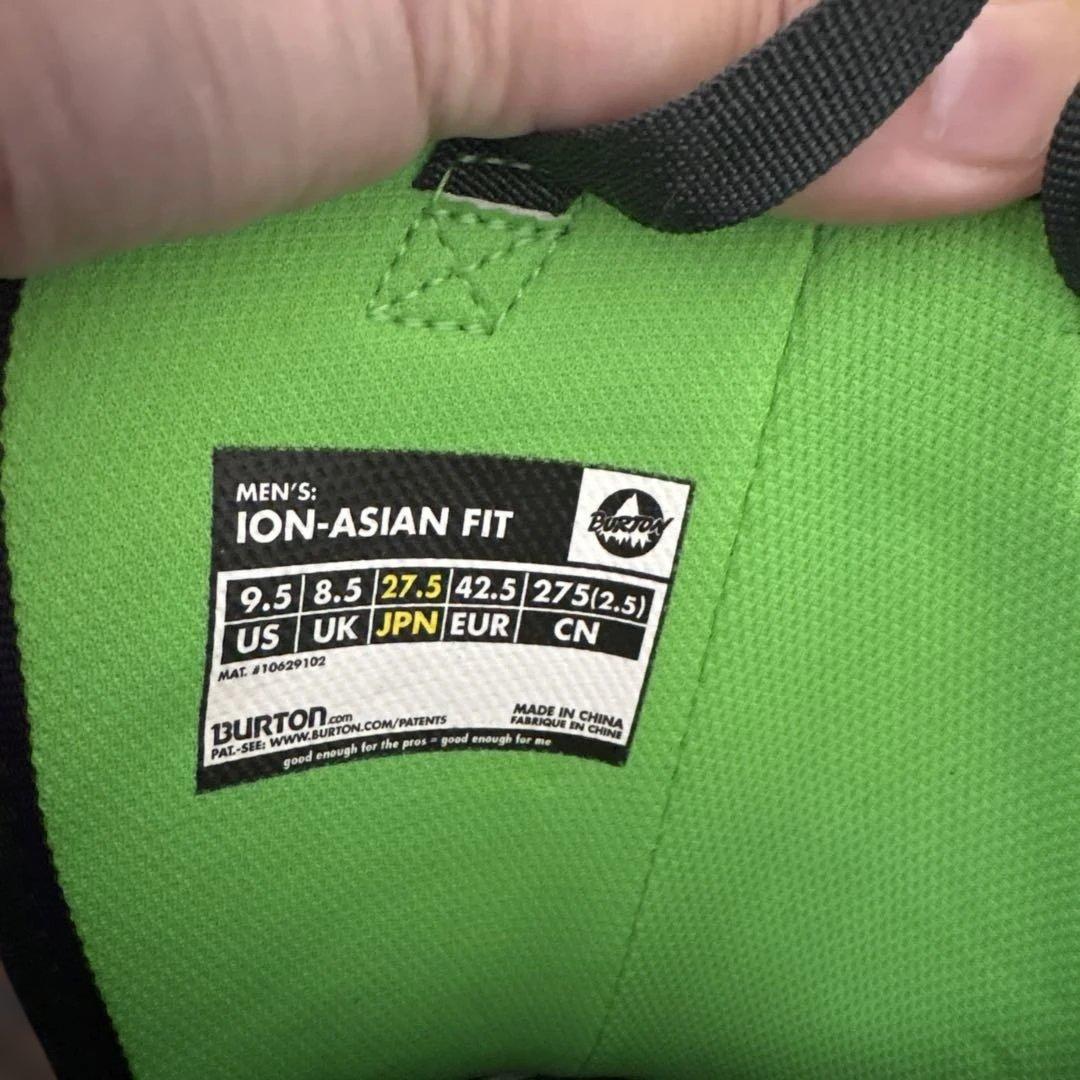 MEN'S:
ION-ASIAN FIT
BURTON
9.5 8.5 27.5 42.5 275(2.5)
US UK JPN EUR CN
MAT. #10629102
BURTON.com
PAT.-SEE: WWW.BURTON.COM/PATENTS
MADE IN CHINA
FABRIQUE EN CHINE
good enough for the pros = good enough for me